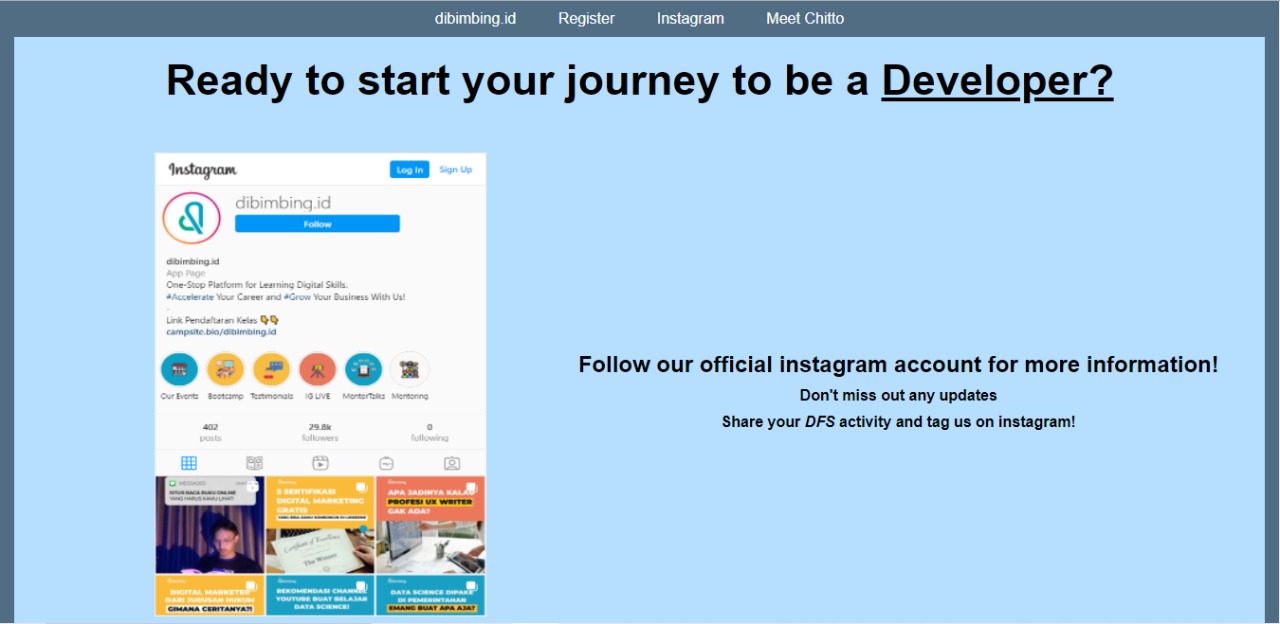 dibimbing.id Register Instagram Meet Chitto
Ready to start your journey to be a Developer?
Instagram Log In Sign Up
dibimbing.id
Follow
dibimbing.id
App Page
One-Stop Platform for Learning Digital Skills.
#Accelerate Your Career and #Grow Your Business With Us!
.
Link Pendaftaran Kelas 👇👇
campsite.bio/dibimbing.id
Our Events Bootcamp Testimonials IG LIVE MentorTalks Mentoring
402 29.8k 0
posts followers following
MESSAGES
SITUS BACA BUKU ONLINE
YANG HARUS KAMU LIHAT!
5 SERTIFIKASI
DIGITAL MARKETING
GRATIS
Certificate of Excellence
The Winner
APA JADINYA KALAU
PROFESI UX WRITER
GAK ADA?
DIGITAL MARKETER
DARI JURUSAN HUKUM
GIMANA CERITANYA?!
REKOMENDASI CHANNEL
YOUTUBE BUAT BELAJAR
DATA SCIENCE!
DATA SCIENCE DIPAKE
DI PEMERINTAHAN
EMANG BUAT APA AJA?
Follow our official instagram account for more information!
Don't miss out any updates
Share your DFS activity and tag us on instagram!